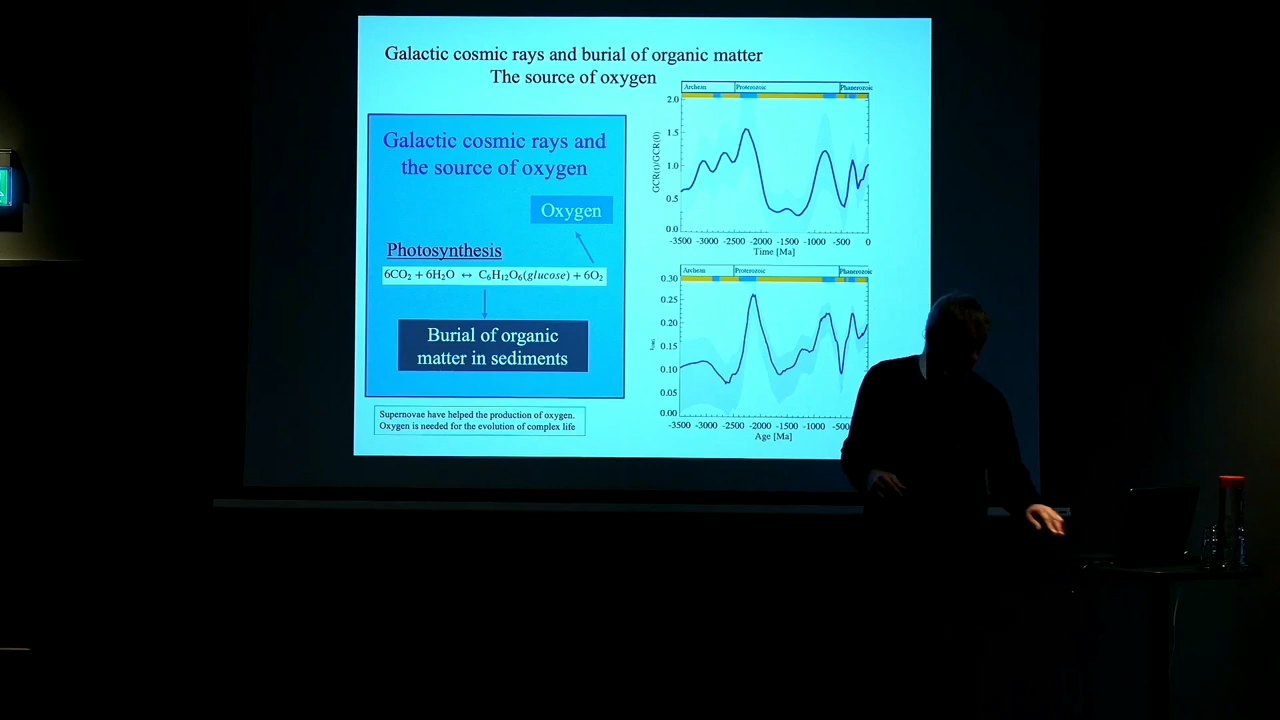 Galactic cosmic rays and burial of organic matter
The source of oxygen
Galactic cosmic rays and
the source of oxygen
Oxygen
Photosynthesis
6CO₂ + 6H₂O ↔ C₆H₁₂O₆(glucose) + 6O₂
Burial of organic
matter in sediments
Supernovae have helped the production of oxygen.
Oxygen is needed for the evolution of complex life
Archean Proterozoic Phanerozoic
2.0
1.5
1.0
0.5
0.0
GCR(t)/GCR(0)
-3500 -3000 -2500 -2000 -1500 -1000 -500 0
Time [Ma]
Archean Proterozoic Phanerozoic
0.30
0.25
0.20
0.15
0.10
0.05
0.00
-3500 -3000 -2500 -2000 -1500 -1000 -500
Age [Ma]